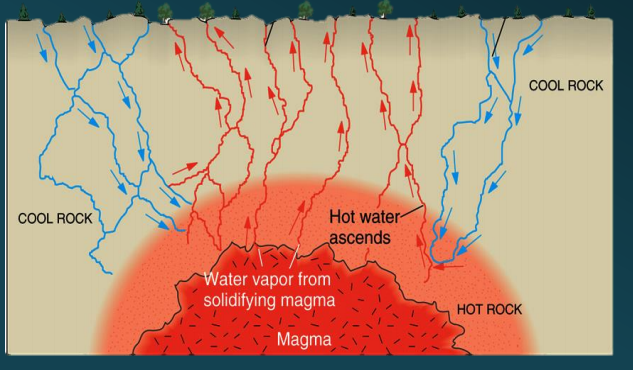 COOL ROCK
COOL ROCK
Hot water
ascends
Water vapor from
solidifying magma
HOT ROCK
Magma